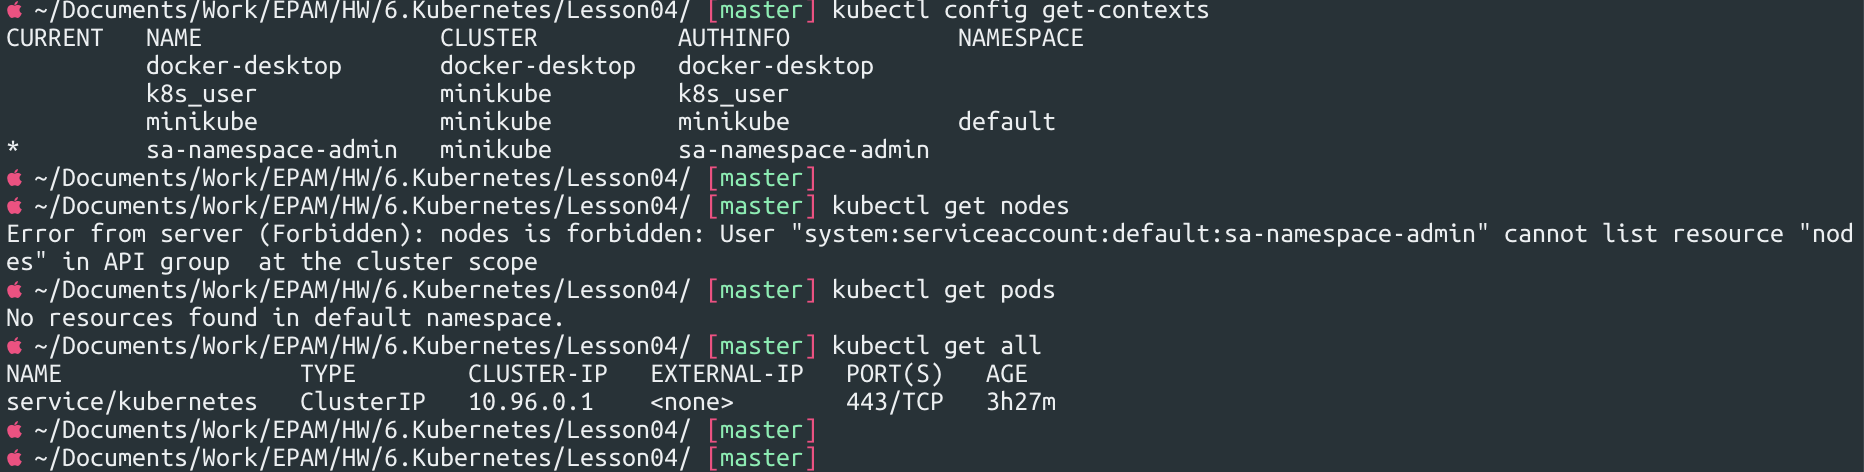 ~/Documents/Work/EPAM/HW/6.Kubernetes/Lesson04/ [master] kubectl config get-contexts
CURRENT   NAME                 CLUSTER          AUTHINFO            NAMESPACE
          docker-desktop       docker-desktop   docker-desktop
          k8s_user             minikube         k8s_user
          minikube             minikube         minikube            default
*         sa-namespace-admin   minikube         sa-namespace-admin
~/Documents/Work/EPAM/HW/6.Kubernetes/Lesson04/ [master]
~/Documents/Work/EPAM/HW/6.Kubernetes/Lesson04/ [master] kubectl get nodes
Error from server (Forbidden): nodes is forbidden: User "system:serviceaccount:default:sa-namespace-admin" cannot list resource "nod
es" in API group  at the cluster scope
~/Documents/Work/EPAM/HW/6.Kubernetes/Lesson04/ [master] kubectl get pods
No resources found in default namespace.
~/Documents/Work/EPAM/HW/6.Kubernetes/Lesson04/ [master] kubectl get all
NAME                 TYPE        CLUSTER-IP   EXTERNAL-IP   PORT(S)   AGE
service/kubernetes   ClusterIP   10.96.0.1    <none>        443/TCP   3h27m
~/Documents/Work/EPAM/HW/6.Kubernetes/Lesson04/ [master]
~/Documents/Work/EPAM/HW/6.Kubernetes/Lesson04/ [master]